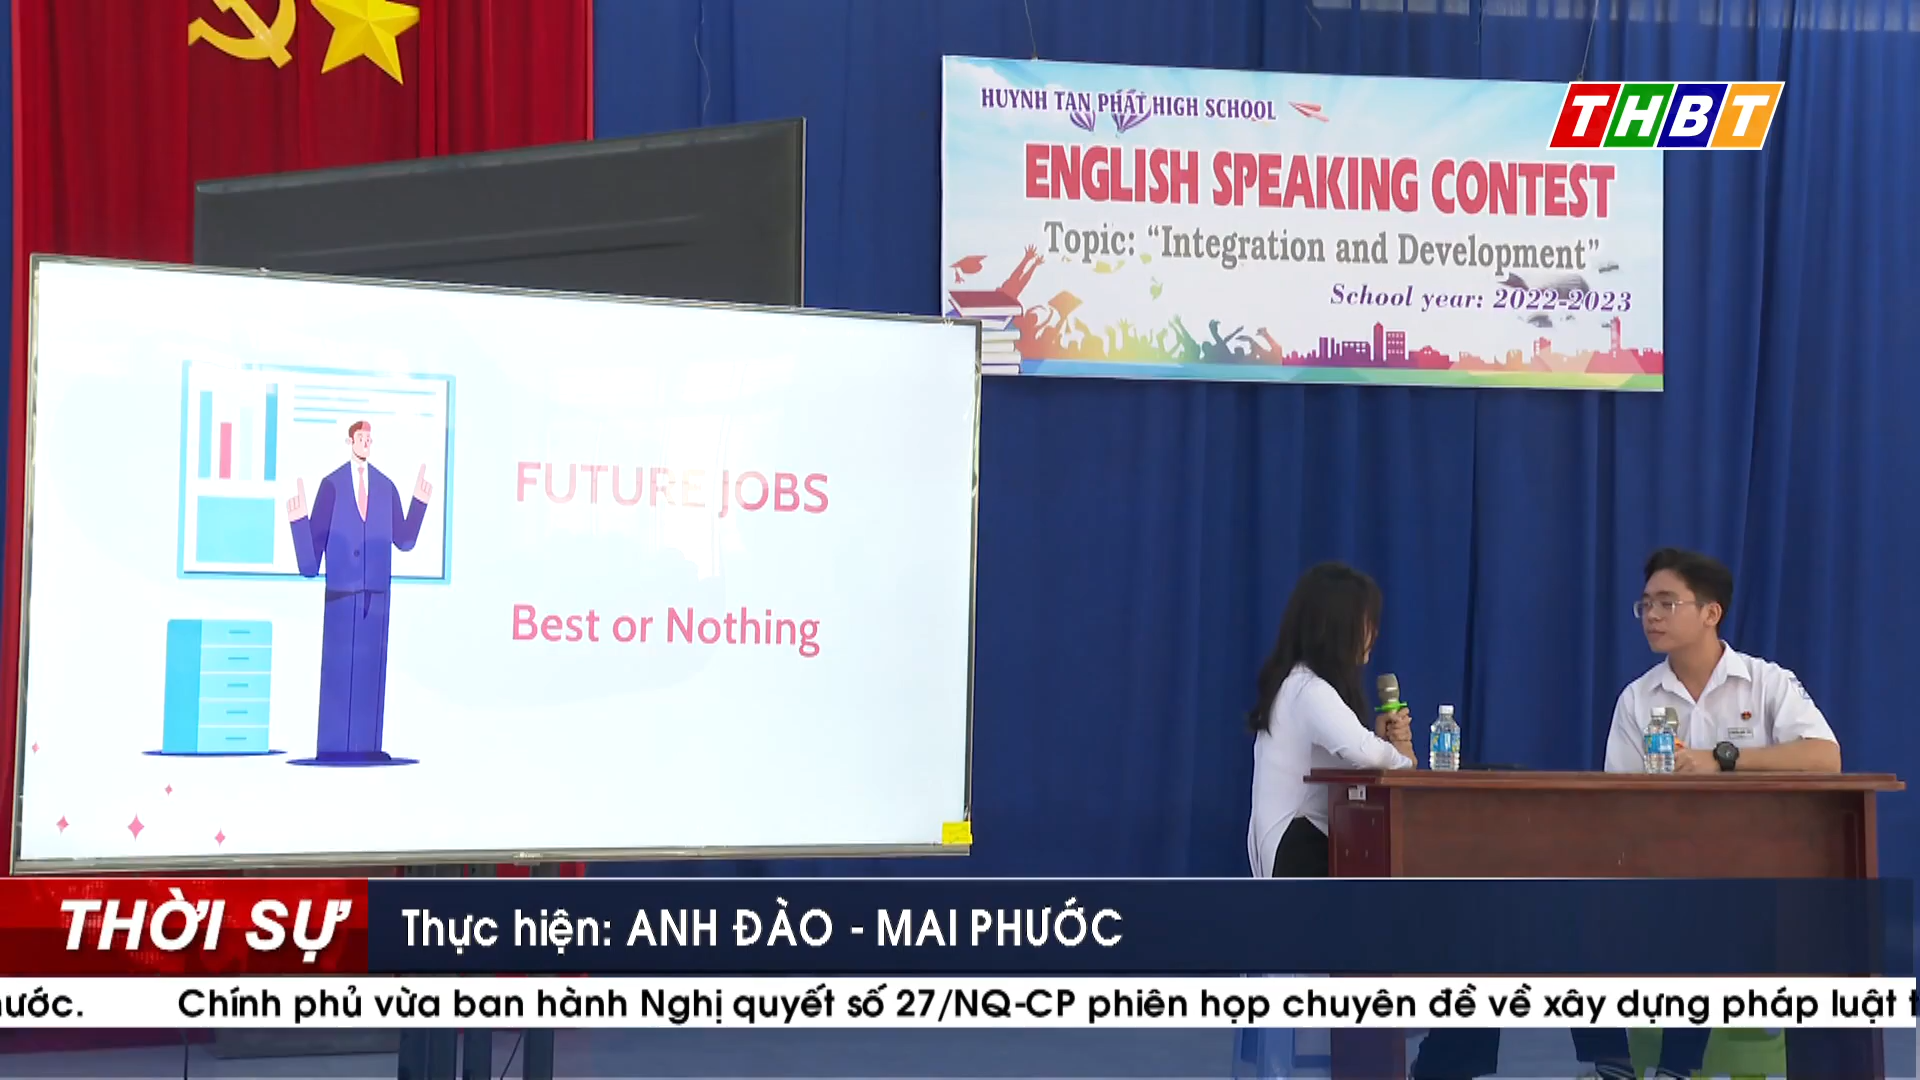 HUYNH TAN PHAT HIGH SCHOOL
THBT
ENGLISH SPEAKING CONTEST
Topic: “Integration and Development”
School year: 2022-2023
FUTURE JOBS
Best or Nothing
THỜI SỰ
Thực hiện: ANH ĐÀO - MAI PHƯỚC
ước. Chính phủ vừa ban hành Nghị quyết số 27/NQ-CP phiên họp chuyên đề về xây dựng pháp luật t